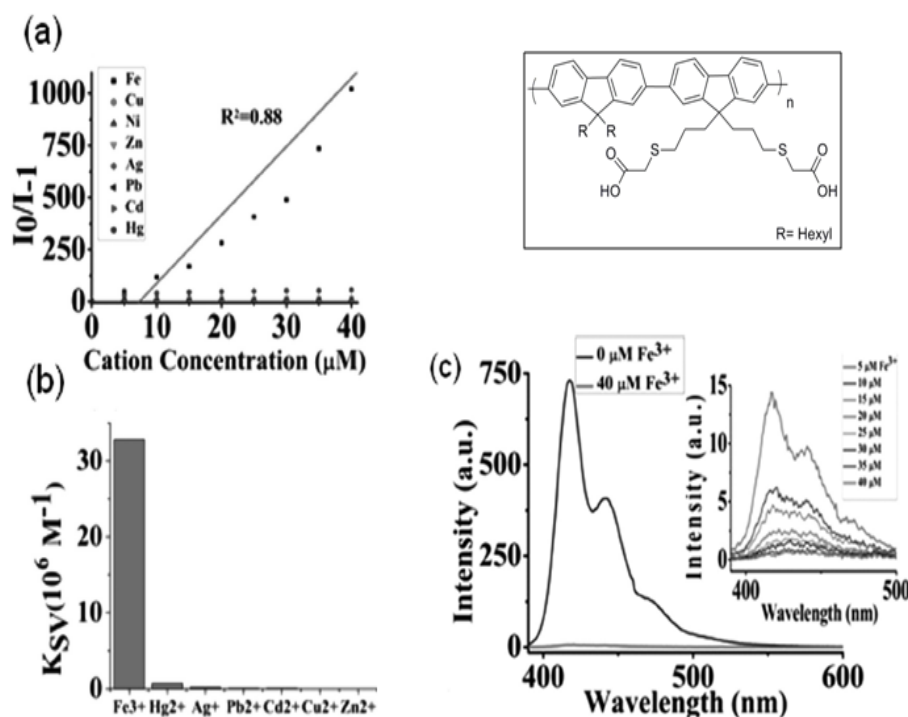 (a)
Fe
Cu
Ni
Zn
Ag
Pb
Cd
Hg
R²=0.88
1000
750
500
250
0
I0/I-1
0 10 20 30 40
Cation Concentration (μM)
n
R R
S S
O O
HO OH
R= Hexyl
(b)
30
20
10
0
KSV(10⁶ M⁻¹)
Fe3+ Hg2+ Ag+ Pb2+ Cd2+ Cu2+ Zn2+
(c)
0 μM Fe³⁺
40 μM Fe³⁺
750
500
250
0
Intensity (a.u.)
400 500 600
Wavelength (nm)
5 μM Fe³⁺
10 μM
15 μM
20 μM
25 μM
30 μM
35 μM
40 μM
15
10
5
0
Intensity (a.u.)
400 500
Wavelength (nm)